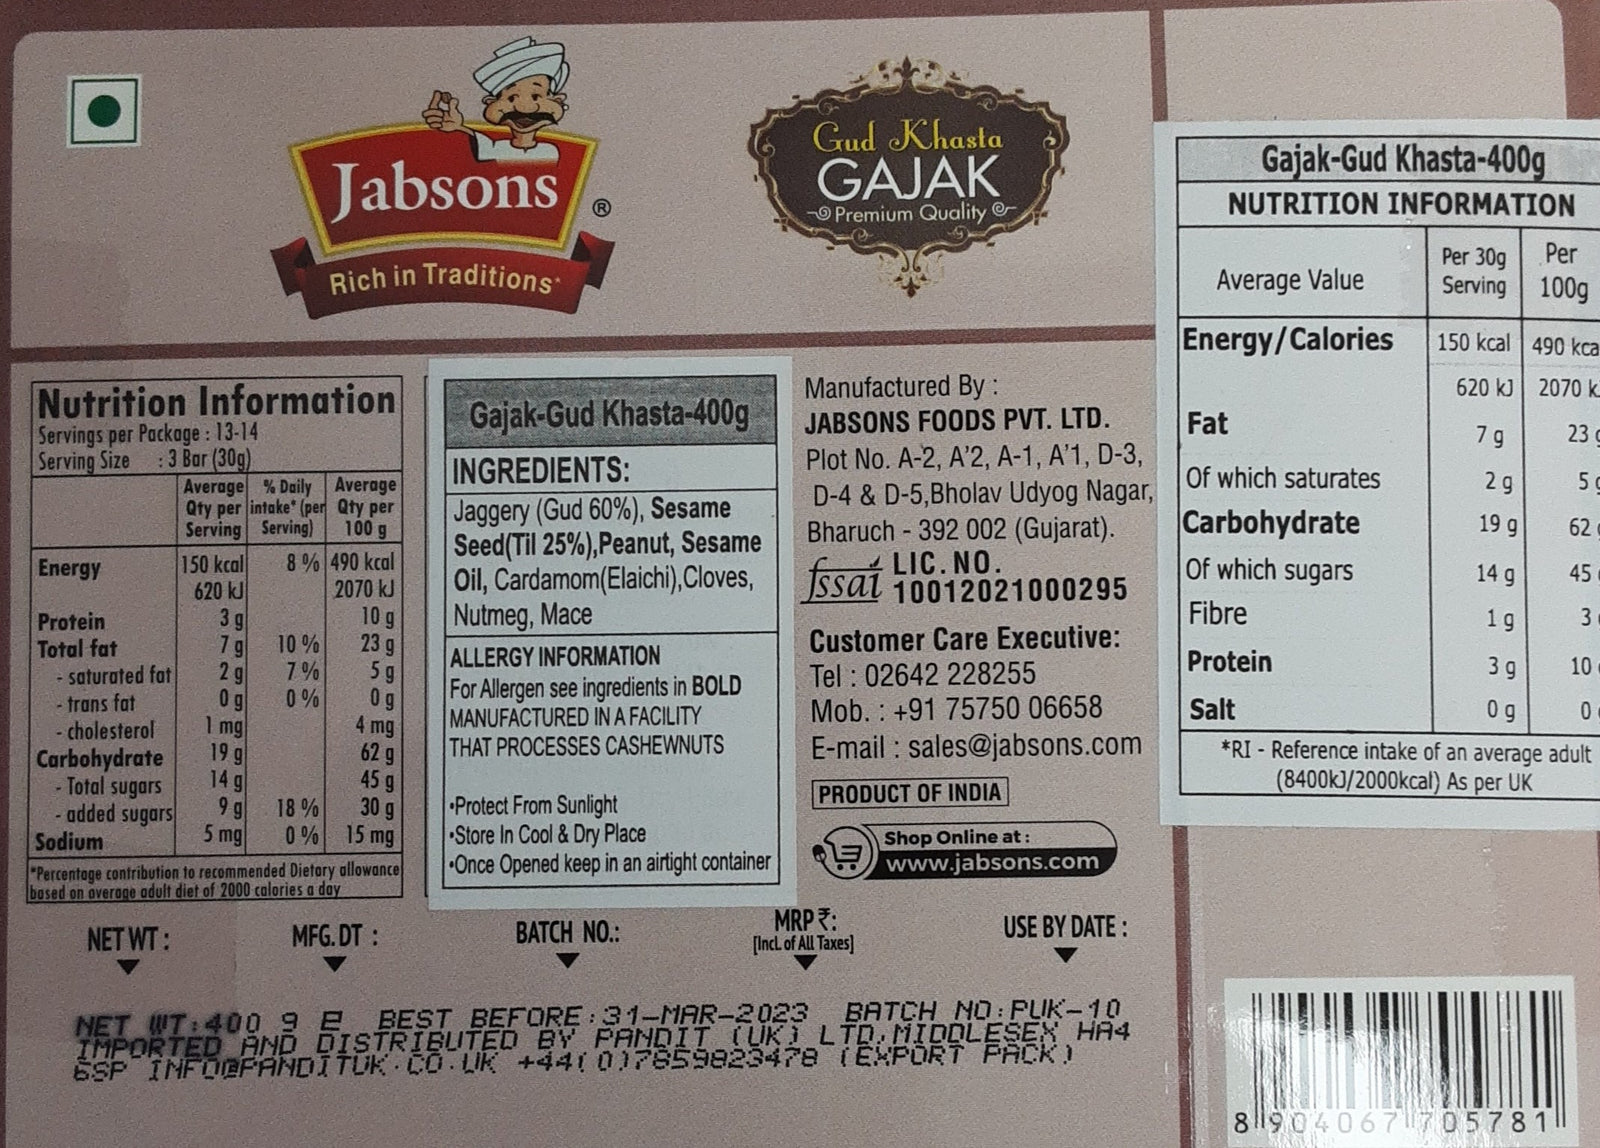 Jabsons
®
Rich in Traditions*
Gud Khasta
GAJAK
Premium Quality
Nutrition Information
Servings per Package : 13-14
Serving Size : 3 Bar (30g)
Average Qty per Serving % Daily intake* (per Serving) Average Qty per 100 g
Energy 150 kcal 8 % 490 kcal
620 kJ 2070 kJ
Protein 3 g 10 g
Total fat 7 g 10 % 23 g
- saturated fat 2 g 7 % 5 g
- trans fat 0 g 0 % 0 g
- cholesterol 1 mg 4 mg
Carbohydrate 19 g 62 g
- Total sugars 14 g 45 g
- added sugars 9 g 18 % 30 g
Sodium 5 mg 0 % 15 mg
*Percentage contribution to recommended Dietary allowance
based on average adult diet of 2000 calories a day
Gajak-Gud Khasta-400g
INGREDIENTS:
Jaggery (Gud 60%), Sesame
Seed(Til 25%),Peanut, Sesame
Oil, Cardamom(Elaichi),Cloves,
Nutmeg, Mace
ALLERGY INFORMATION
For Allergen see ingredients in BOLD
MANUFACTURED IN A FACILITY
THAT PROCESSES CASHEWNUTS
•Protect From Sunlight
•Store In Cool & Dry Place
•Once Opened keep in an airtight container
Manufactured By :
JABSONS FOODS PVT. LTD.
Plot No. A-2, A'2, A-1, A'1, D-3,
D-4 & D-5,Bholav Udyog Nagar,
Bharuch - 392 002 (Gujarat).
fssai LIC. NO.
10012021000295
Customer Care Executive:
Tel : 02642 228255
Mob. : +91 75750 06658
E-mail : sales@jabsons.com
PRODUCT OF INDIA
Shop Online at :
www.jabsons.com
Gajak-Gud Khasta-400g
NUTRITION INFORMATION
Average Value Per 30g Serving Per 100g
Energy/Calories 150 kcal 490 kca
620 kJ 2070 k
Fat 7 g 23
Of which saturates 2 g 5
Carbohydrate 19 g 62
Of which sugars 14 g 45
Fibre 1 g 3
Protein 3 g 10
Salt 0 g 0
*RI - Reference intake of an average adult
(8400kJ/2000kcal) As per UK
NET WT : MFG. DT : BATCH NO.: MRP ₹: USE BY DATE :
[Incl. of All Taxes]
NET WT:400 g e BEST BEFORE:31-MAR-2023 BATCH NO:PUK-10
IMPORTED AND DISTRIBUTED BY PANDIT (UK) LTD,MIDDLESEX HA4
6SP INFO@PANDITUK.CO.UK +44(0)7859823478 (EXPORT PACK)
8 904067 705781